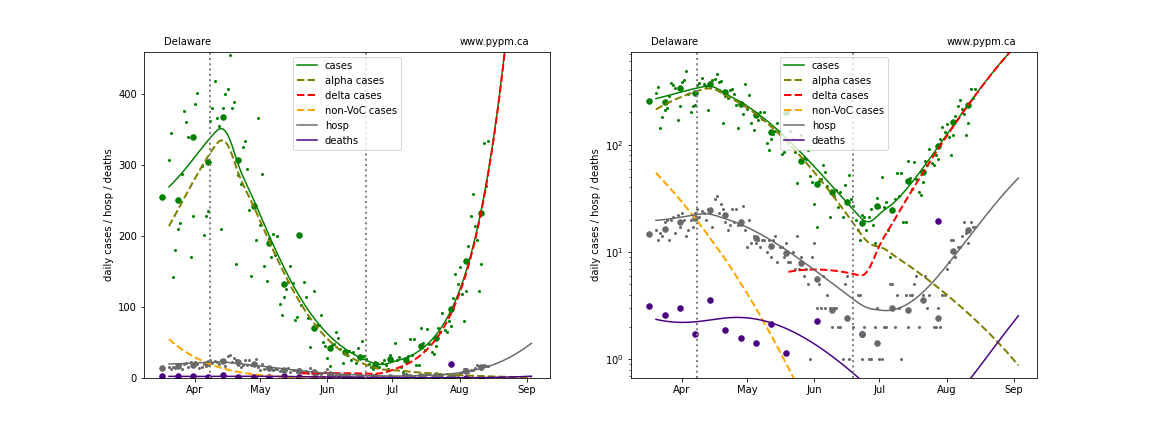 Delaware www.pypm.ca
cases
alpha cases
delta cases
non-VoC cases
hosp
deaths
daily cases / hosp / deaths
400
300
200
100
0
Apr May Jun Jul Aug Sep
Delaware www.pypm.ca
cases
alpha cases
delta cases
non-VoC cases
hosp
deaths
daily cases / hosp / deaths
10²
10¹
10⁰
Apr May Jun Jul Aug Sep